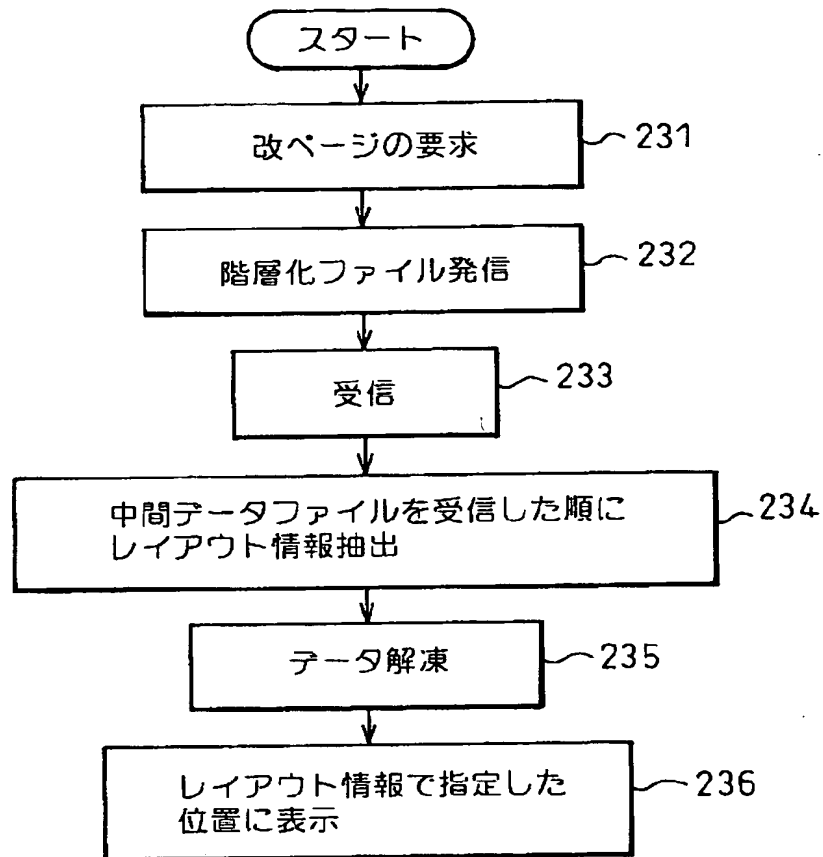 スタート
改ページの要求
231
階層化ファイル発信
232
受信
233
中間データファイルを受信した順に
レイアウト情報抽出
234
データ解凍
235
レイアウト情報で指定した
位置に表示
236